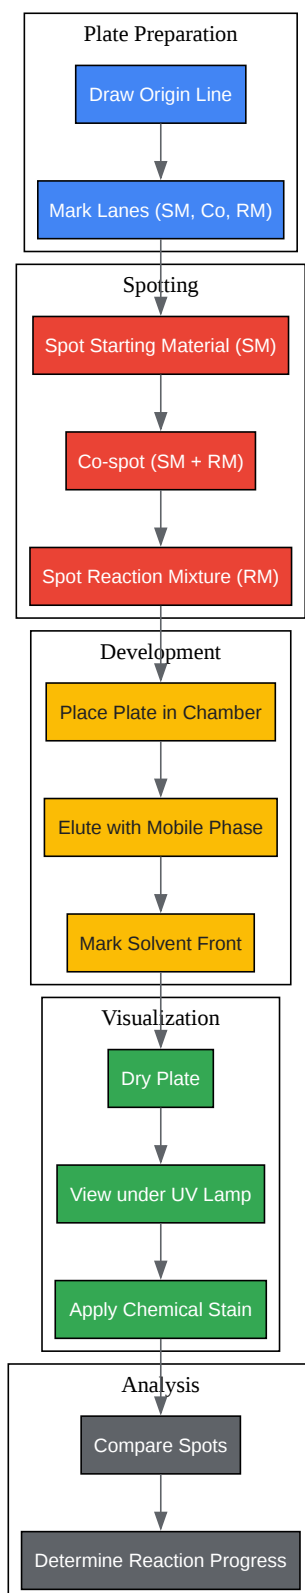 Plate Preparation
Draw Origin Line
Mark Lanes (SM, Co, RM)
Spotting
Spot Starting Material (SM)
Co-spot (SM + RM)
Spot Reaction Mixture (RM)
Development
Place Plate in Chamber
Elute with Mobile Phase
Mark Solvent Front
Visualization
Dry Plate
View under UV Lamp
Apply Chemical Stain
Analysis
Compare Spots
Determine Reaction Progress